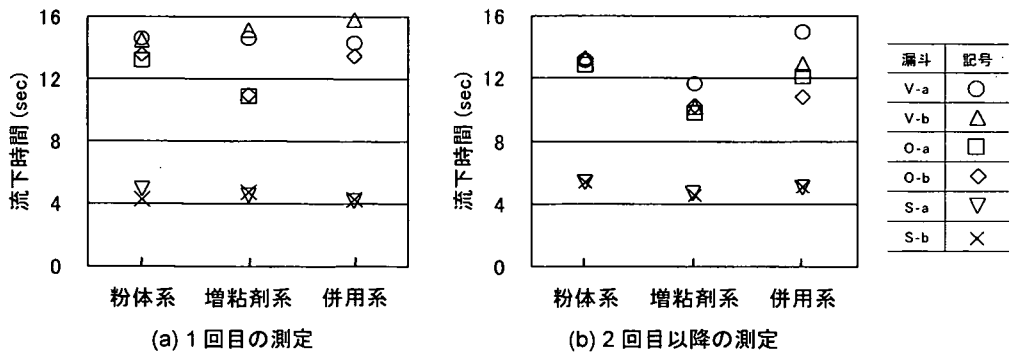 16
12
8
4
0
流下時間 (sec)
粉体系 増粘剤系 併用系
(a) 1 回目の測定
16
12
8
4
0
流下時間 (sec)
粉体系 増粘剤系 併用系
(b) 2 回目以降の測定
漏斗 記号
V-a ○
V-b △
O-a □
O-b ◇
S-a ▽
S-b ×